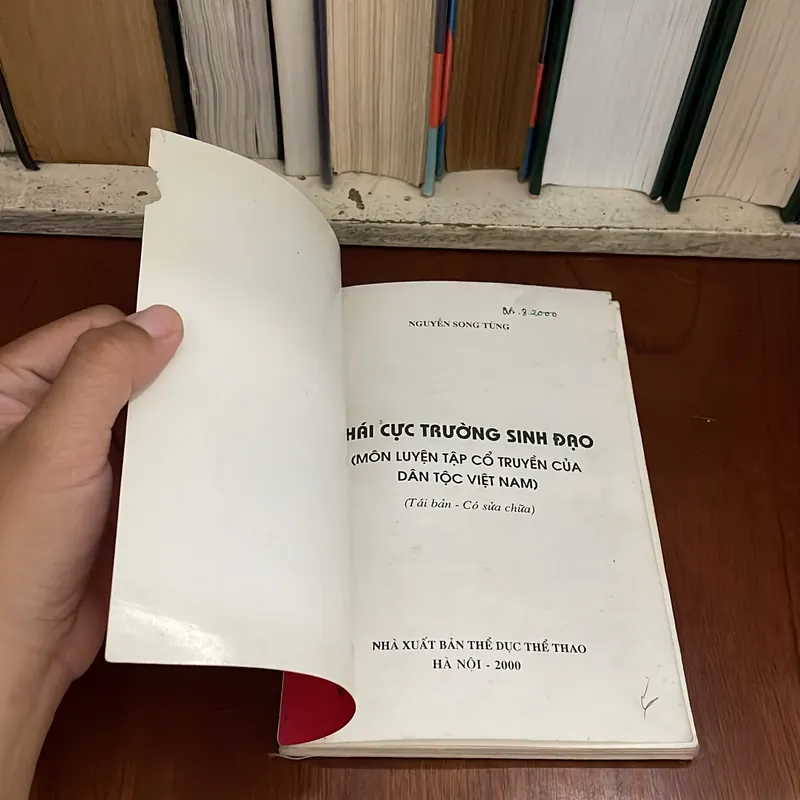 NGUYỄN SONG TÙNG
HÁI CỰC TRƯỜNG SINH ĐẠO
(MÔN LUYỆN TẬP CỔ TRUYỀN CỦA
DÂN TỘC VIỆT NAM)
(Tái bản - Có sửa chữa)
NHÀ XUẤT BẢN THỂ DỤC THỂ THAO
HÀ NỘI - 2000